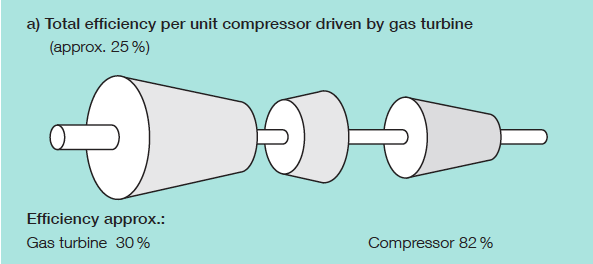 a) Total efficiency per unit compressor driven by gas turbine
(approx. 25 %)
Efficiency approx.:
Gas turbine 30 %
Compressor 82 %